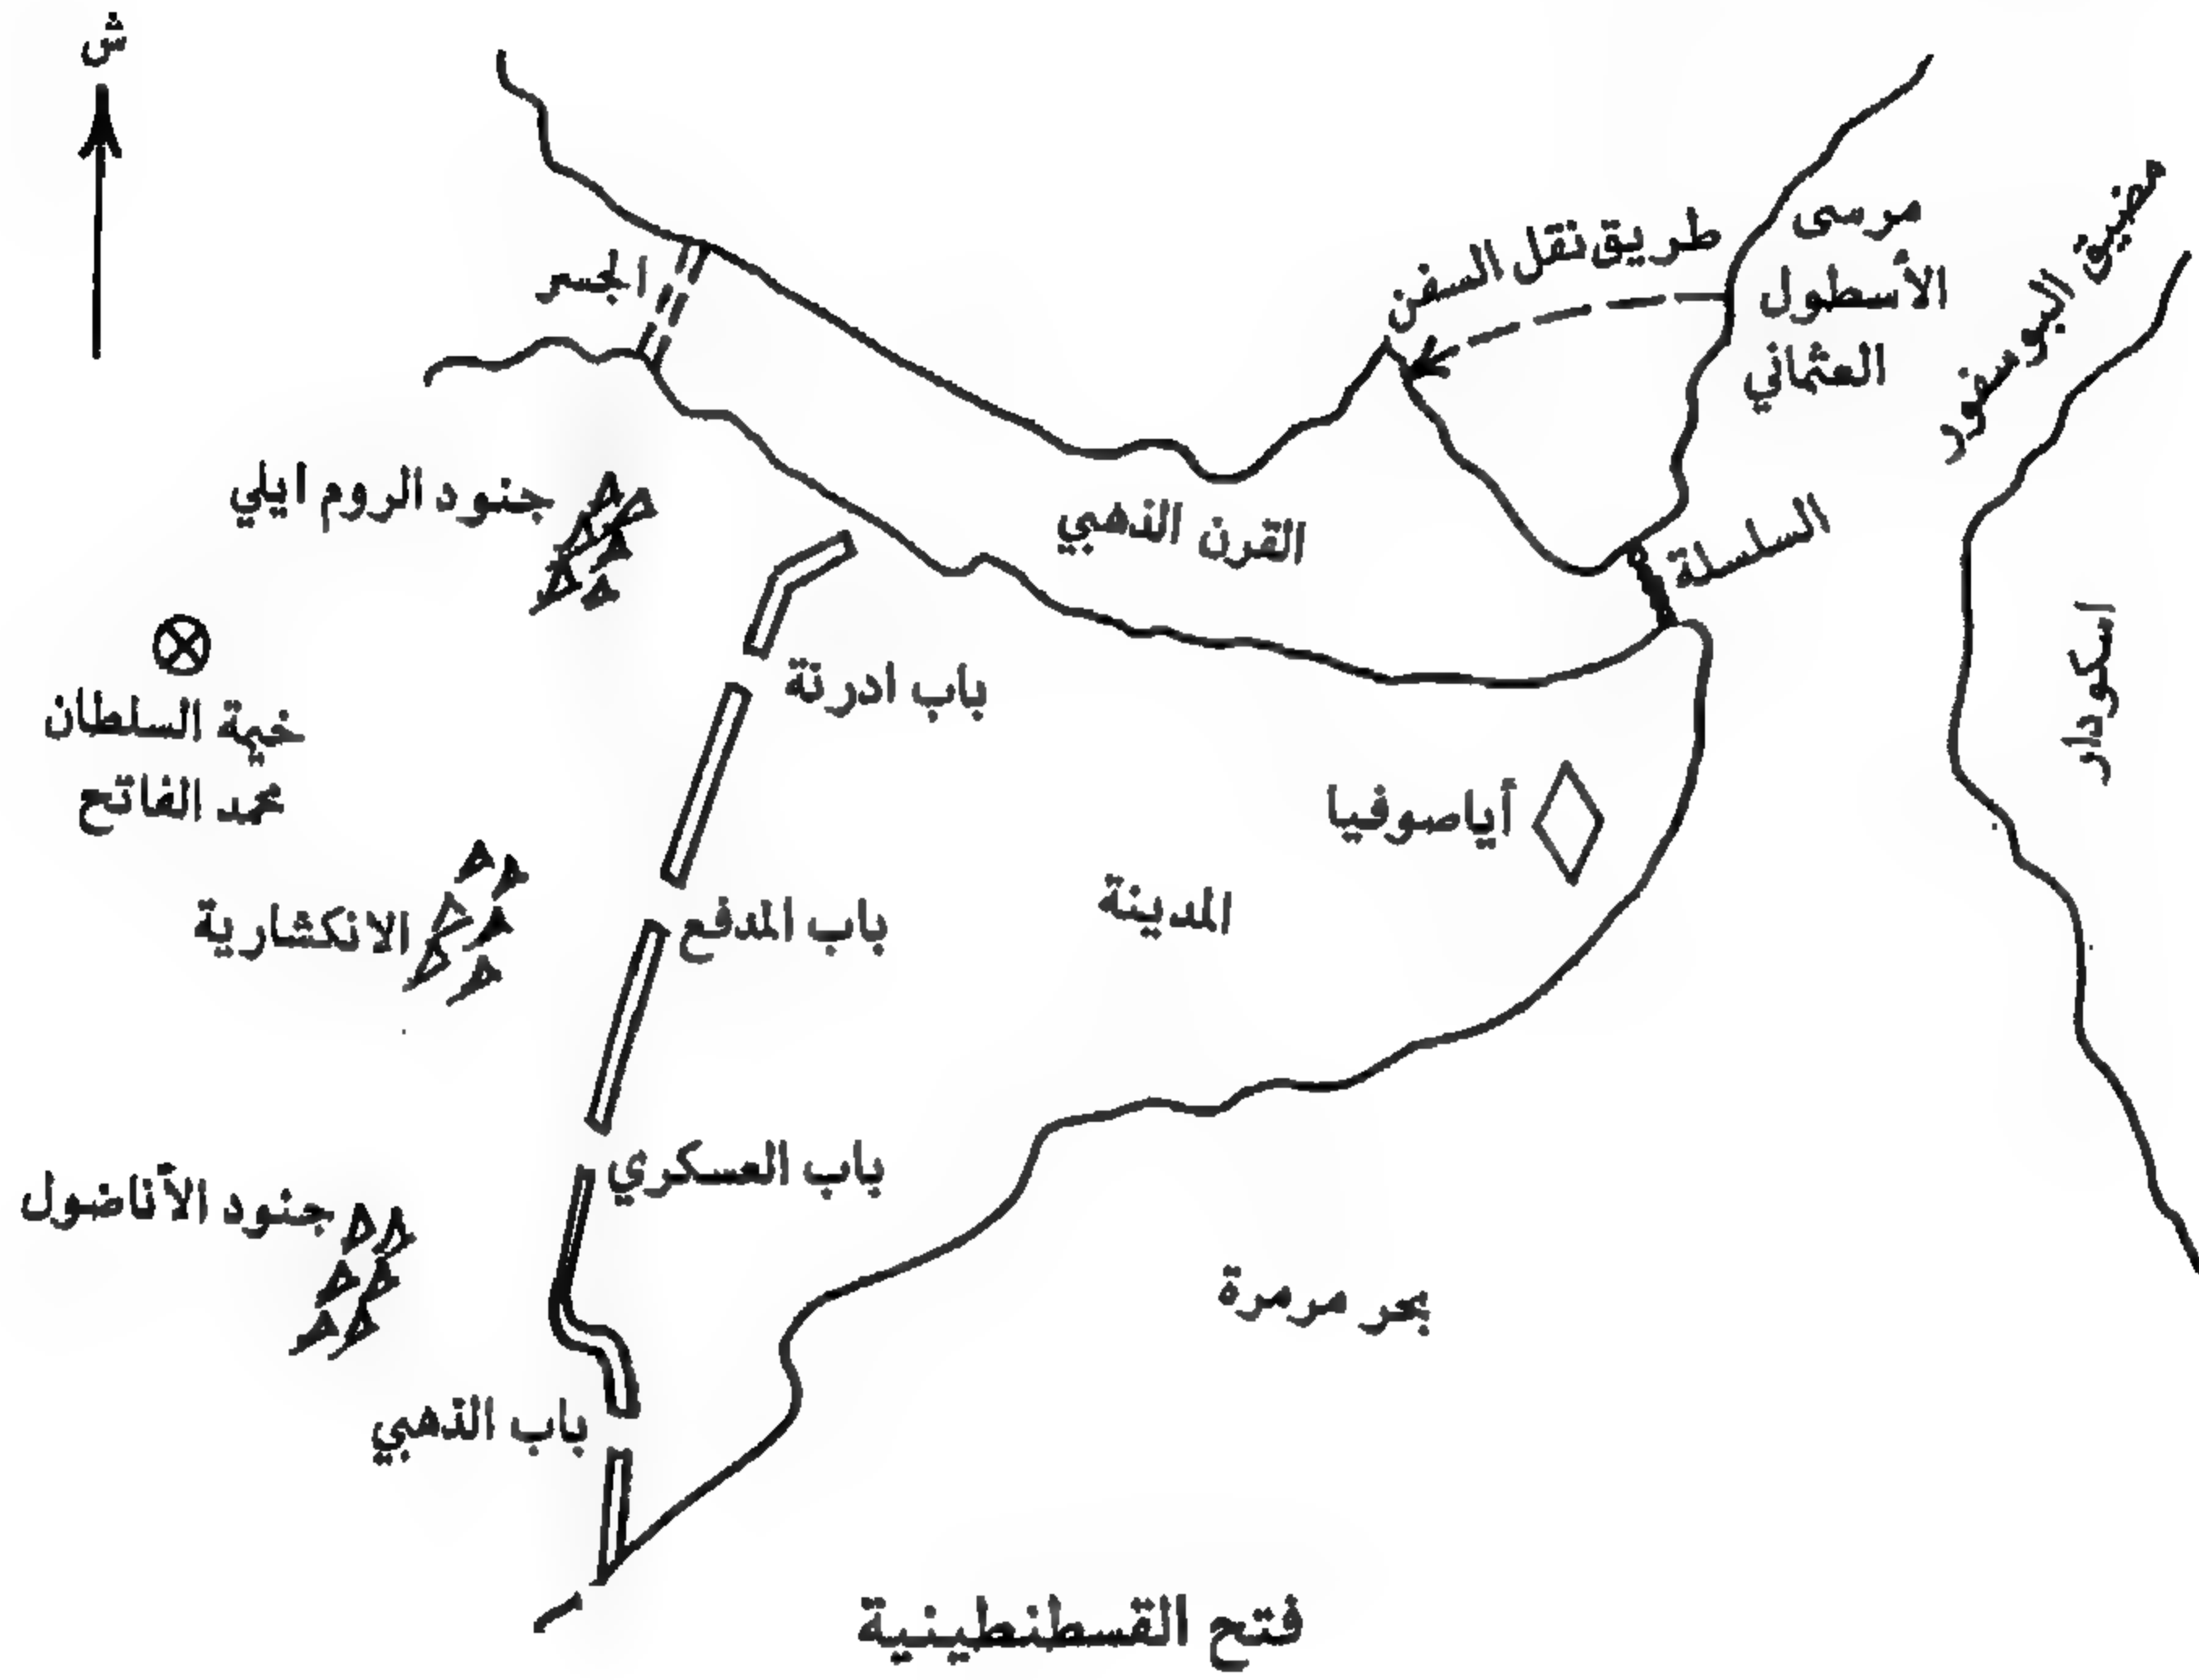 ش
مضيق البوسفور
مرسى
الأسطول
العثماني
طريق نقل السفن
الجسر
جنود الروم ايلي
القرن الذهبي
السلسلة
اسكودار
باب ادرنة
خيمة السلطان
محمد الفاتح
أياصوفيا
المدينة
باب المدفع
الانكشارية
باب العسكري
جنود الأناضول
بحر مرمرة
باب الذهبي
فتح القسطنطينية